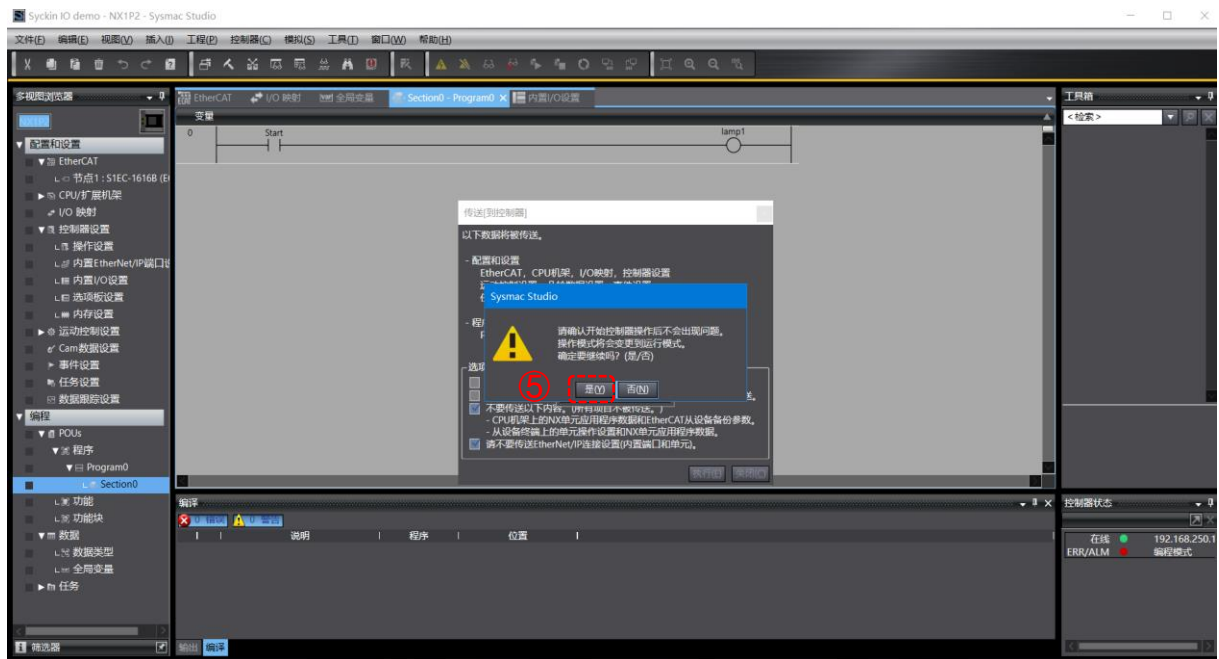 Syckin IO demo - NX1P2 - Sysmac Studio
文件(F) 编辑(E) 视图(V) 插入(I) 工程(P) 控制器(C) 模拟(S) 工具(T) 窗口(W) 帮助(H)
多视图浏览器
NX1P2
配置和设置
EtherCAT
节点1 : S1EC-1616B (E
CPU/扩展机架
I/O 映射
控制器设置
操作设置
内置EtherNet/IP端口设
内置I/O设置
选项板设置
内存设置
运动控制设置
Cam数据设置
事件设置
任务设置
数据跟踪设置
编程
POUs
程序
Program0
Section0
功能
功能块
数据
数据类型
全局变量
任务
筛选器
EtherCAT I/O 映射 全局变量 Section0 - Program0 内置I/O设置
变量
0 Start lamp1
传送(到控制器)
以下数据将被传送。
- 配置和设置
EtherCAT，CPU机架，I/O映射，控制器设置
Sysmac Studio
请确认开始控制器操作后不会出现问题。
操作模式将会变更到运行模式。
确定要继续吗？(是/否)
⑤ 是(Y) 否(N)
不要传送以下内容。(所有项目不被传送。)
- CPU机架上的NX单元应用程序数据和EtherCAT从设备备份参数。
- 从设备终端上的单元操作设置和NX单元应用程序数据。
请不要传送EtherNet/IP连接设置(内置端口和单元)。
编译
0 错误 0 警告
说明 程序 位置
输出 编译
工具箱
<检索>
控制器状态
在线 192.168.250.1
ERR/ALM 编程模式